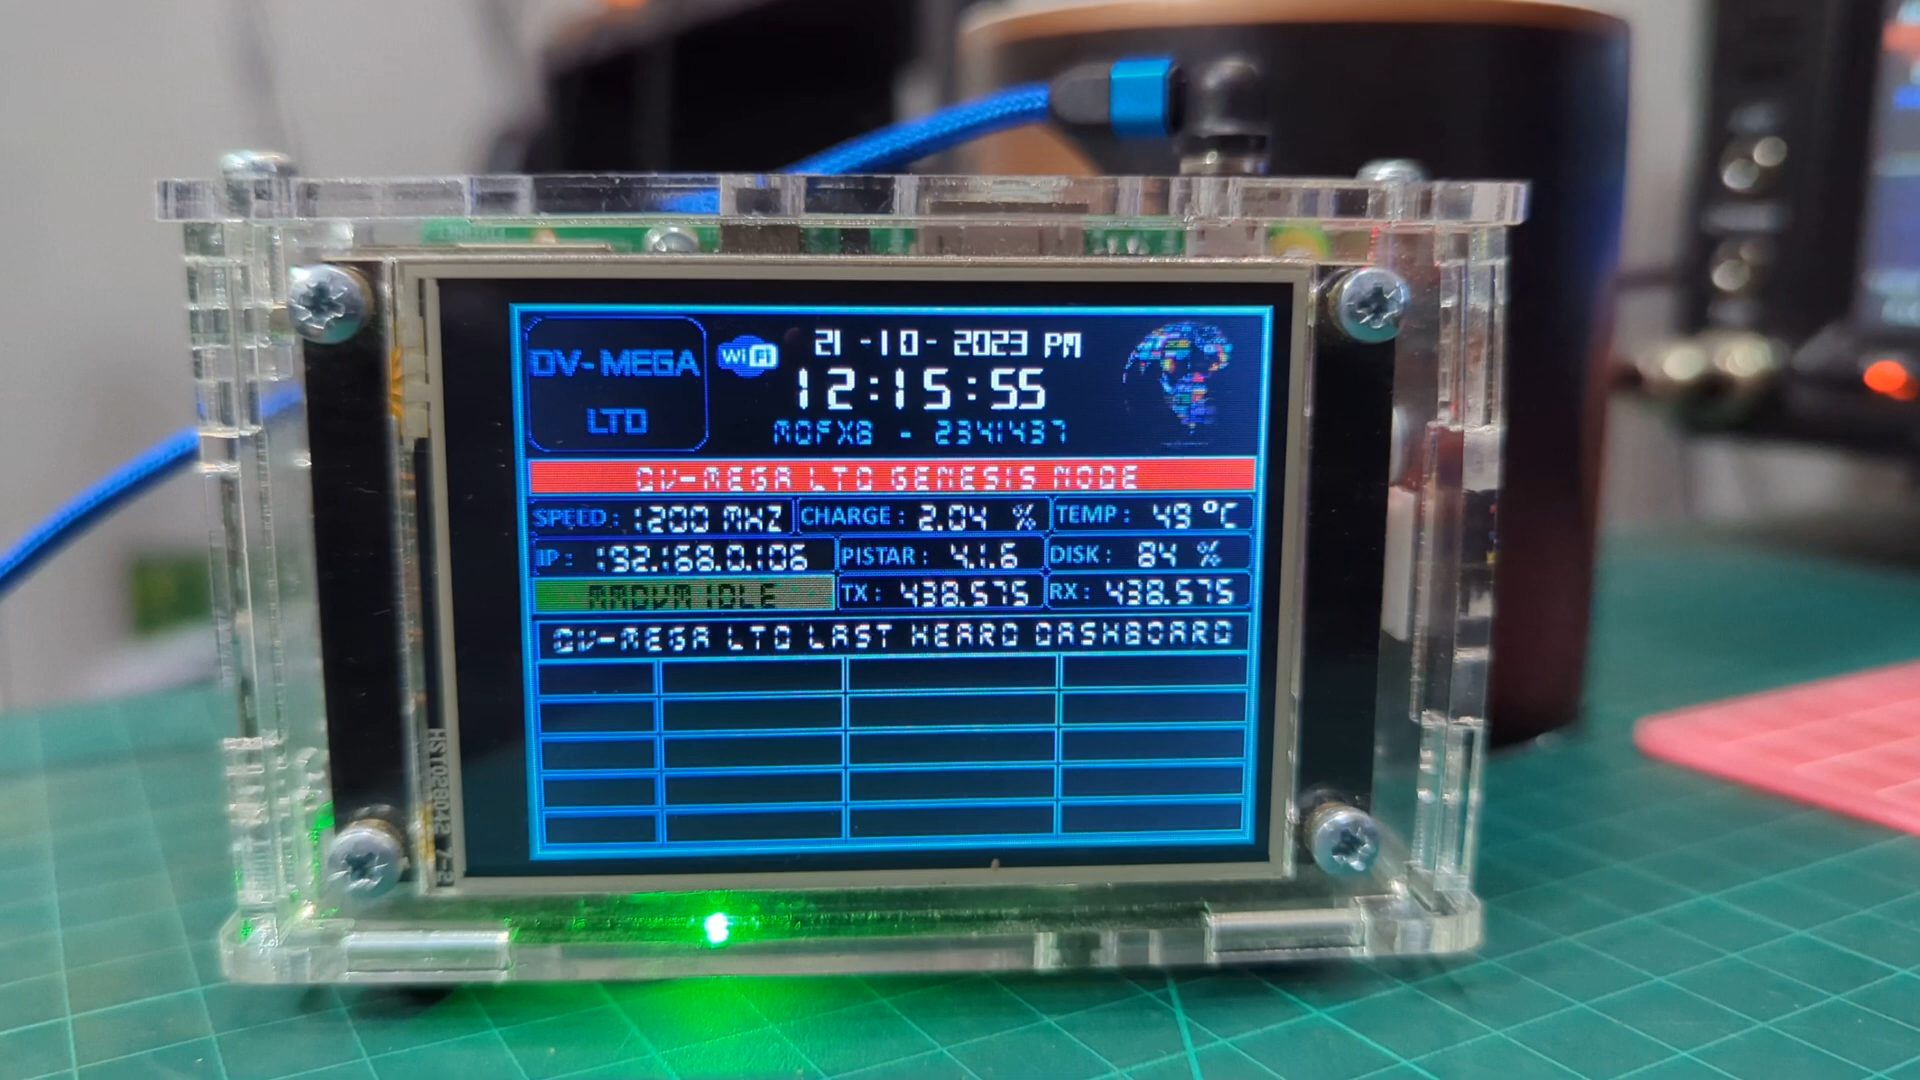 DV-MEGA
LTD
WiFi
21-10-2023 PM
12:15:55
M0FXB - 2341437
DV-MEGA LTD GENESIS MODE
SPEED: 1200 MHZ CHARGE: 2.04 % TEMP: 49 °C
IP: 192.168.0.106 PISTAR: 4.1.6 DISK: 84 %
MMDVM IDLE TX: 438.575 RX: 438.575
DV-MEGA LTD LAST HEARD DASHBOARD